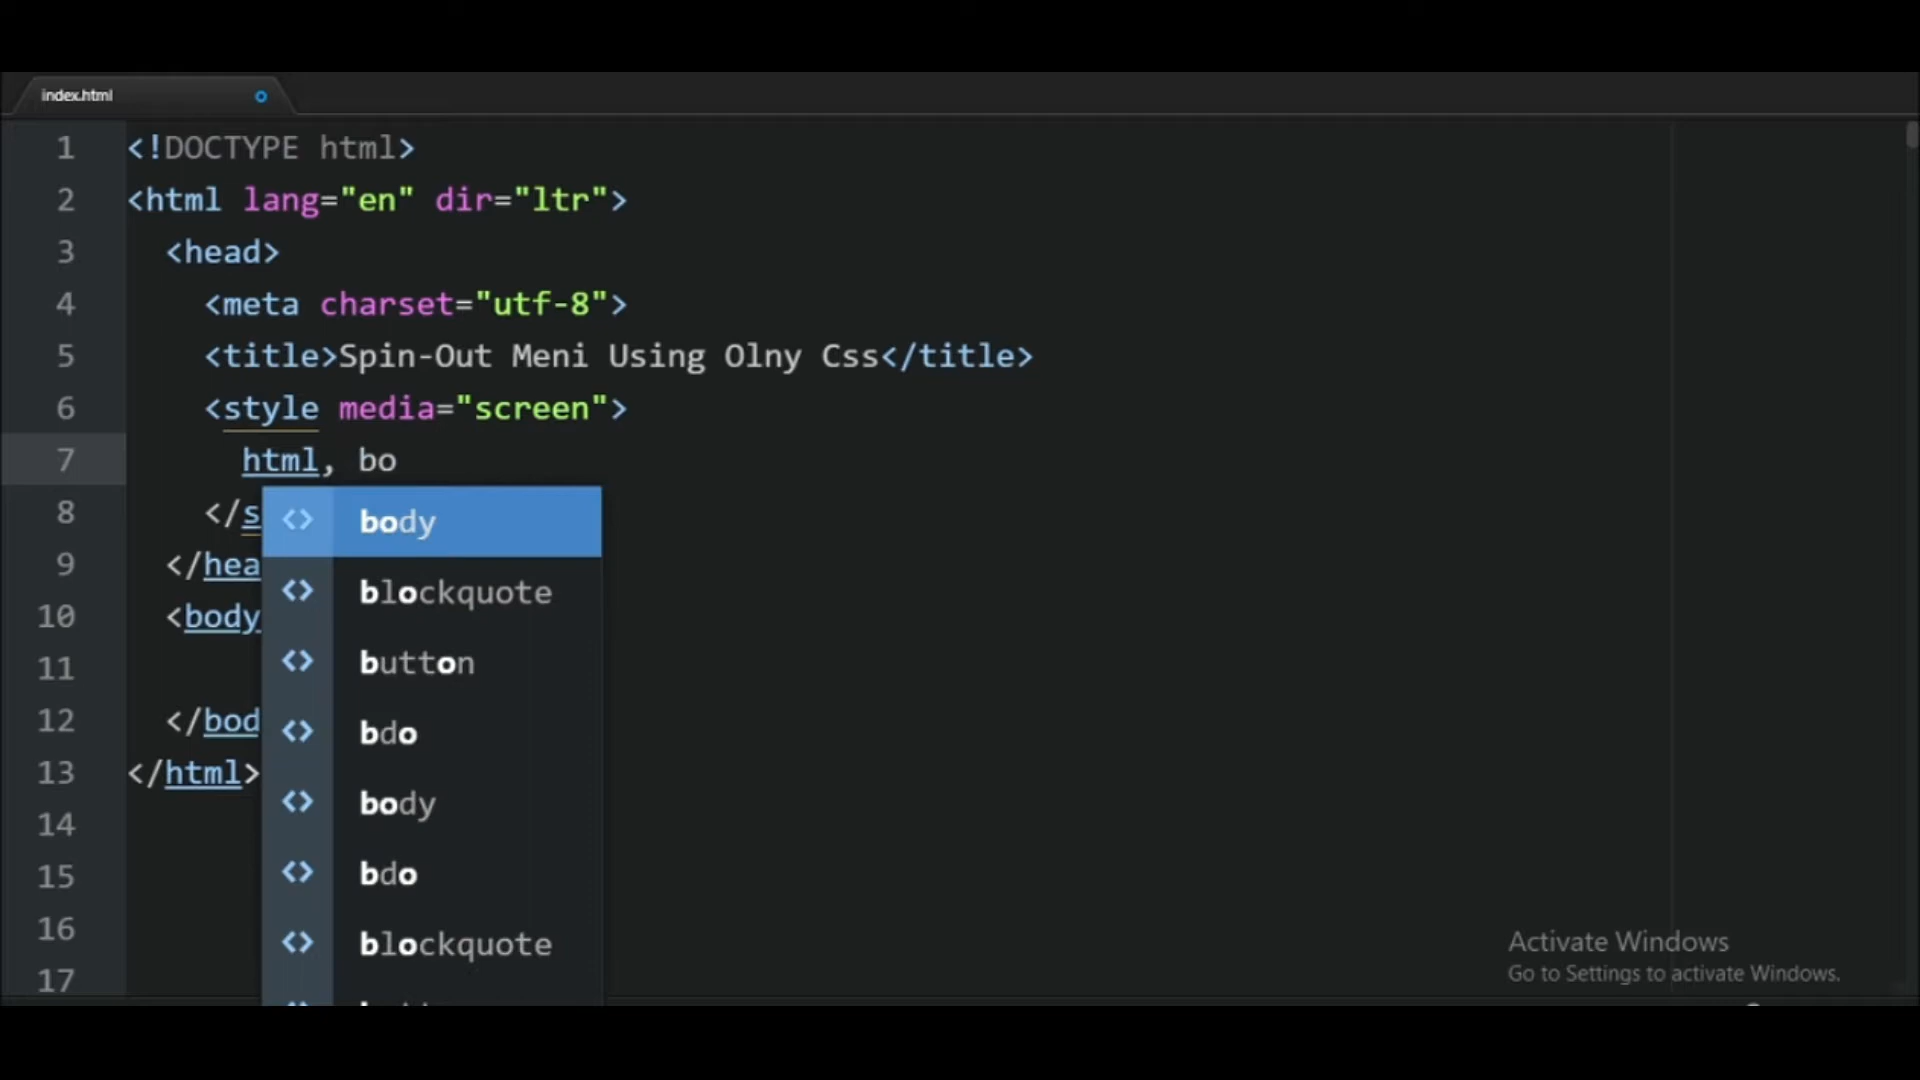 index.html
1 <!DOCTYPE html>
2 <html lang="en" dir="ltr">
3 <head>
4 <meta charset="utf-8">
5 <title>Spin-Out Meni Using Olny Css</title>
6 <style media="screen">
7 html, bo
8 </s
body
9 </hea
blockquote
10 <body
button
11
12 </bod
bdo
13 </html>
body
14
15
bdo
16
blockquote
17
Activate Windows
Go to Settings to activate Windows.